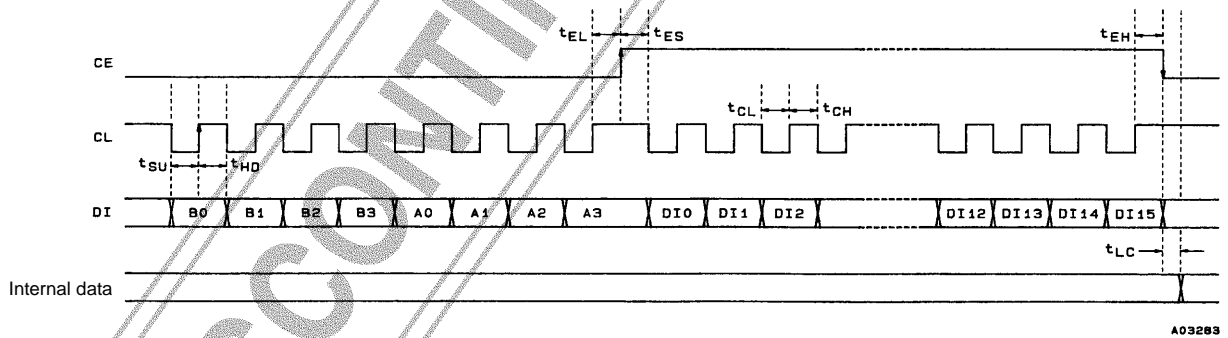 tEL tES tEH
CE
tCL tCH
CL
tSU tHD
DI B0 B1 B2 B3 A0 A1 A2 A3 DI0 DI1 DI2 DI12 DI13 DI14 DI15
tLC
Internal data
A03283